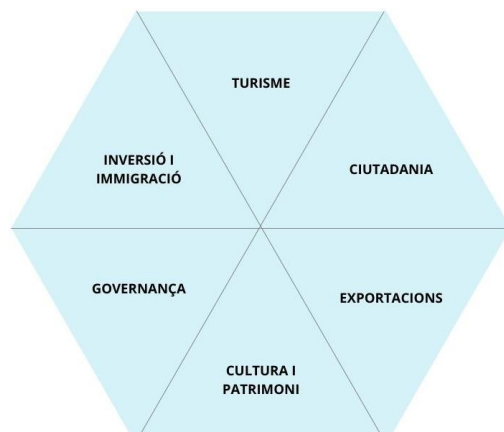 TURISME
INVERSIÓ I
IMMIGRACIÓ
CIUTADANIA
GOVERNANÇA
EXPORTACIONS
CULTURA I
PATRIMONI